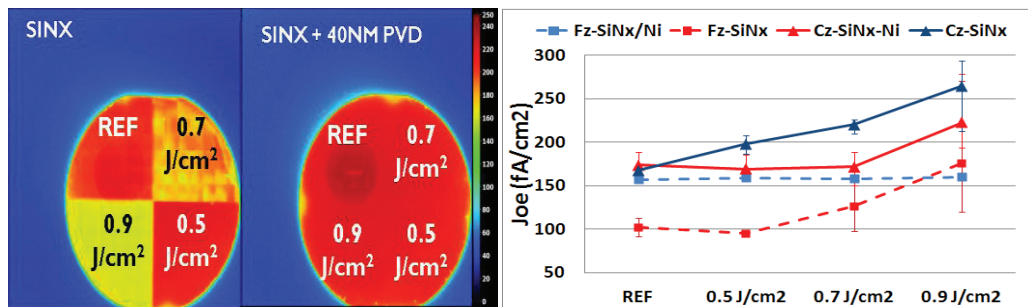 SINX
REF
0.7
J/cm²
0.9
J/cm²
0.5
J/cm²
SINX + 40NM PVD
REF
0.7
J/cm²
0.9
J/cm²
0.5
J/cm²
250
240
220
200
180
160
140
120
100
80
60
40
20
0
Fz-SiNx/Ni
Fz-SiNx
Cz-SiNx-Ni
Cz-SiNx
Joe (fA/cm2)
300
250
200
150
100
50
REF
0.5 J/cm2
0.7 J/cm2
0.9 J/cm2